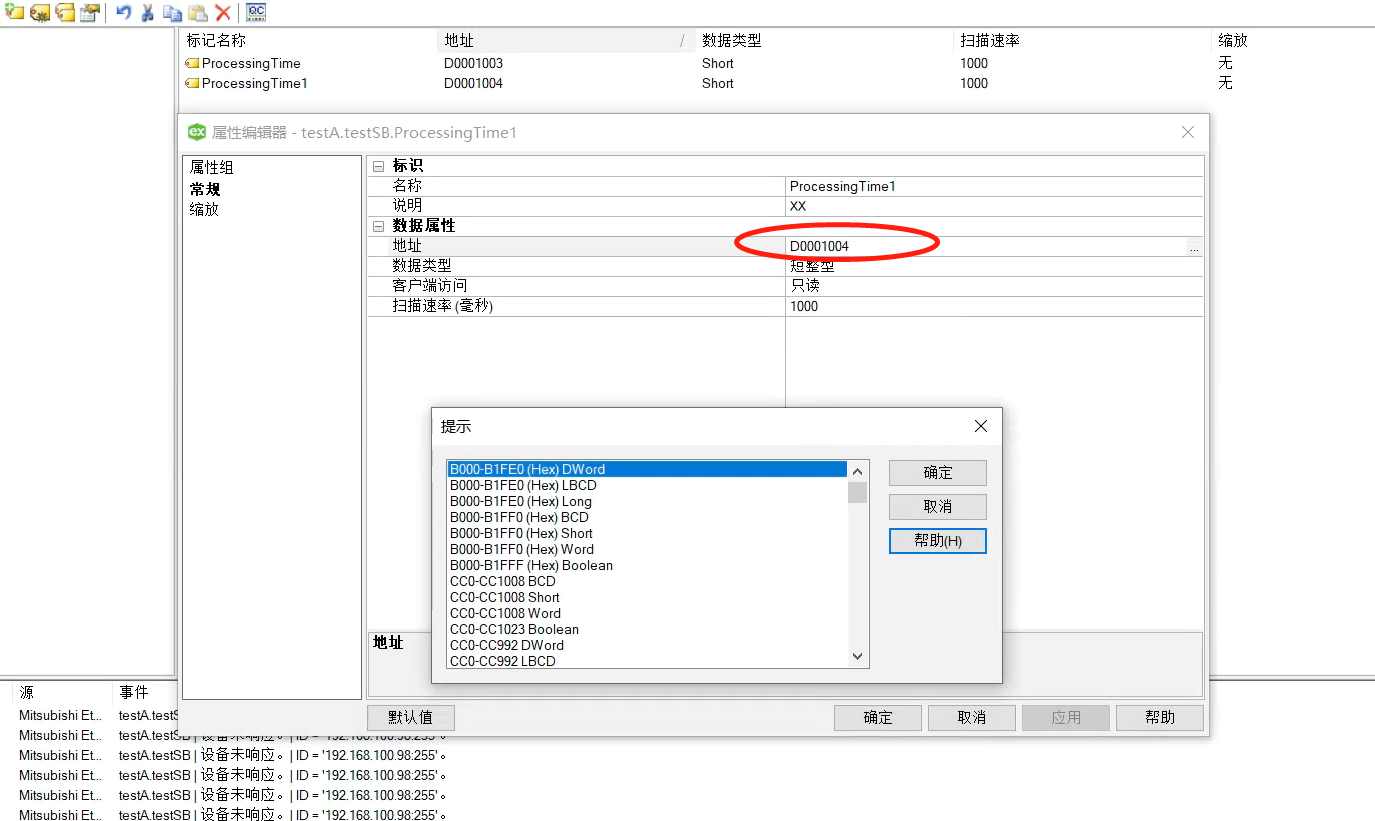 标记名称 地址 / 数据类型 扫描速率 缩放
ProcessingTime D0001003 Short 1000 无
ProcessingTime1 D0001004 Short 1000 无
属性编辑器 - testA.testSB.ProcessingTime1
属性组
常规
缩放
标识
名称 ProcessingTime1
说明 XX
数据属性
地址 D0001004 ...
数据类型 短整型
客户端访问 只读
扫描速率 (毫秒) 1000
提示
B000-B1FE0 (Hex) DWord
B000-B1FE0 (Hex) LBCD
B000-B1FE0 (Hex) Long
B000-B1FF0 (Hex) BCD
B000-B1FF0 (Hex) Short
B000-B1FF0 (Hex) Word
B000-B1FFF (Hex) Boolean
CC0-CC1008 BCD
CC0-CC1008 Short
CC0-CC1008 Word
CC0-CC1023 Boolean
CC0-CC992 DWord
CC0-CC992 LBCD
确定
取消
帮助(H)
地址
默认值 确定 取消 应用 帮助
源 事件
Mitsubishi Et... testA.testS
Mitsubishi Et... testA.testSB | 设备未响应。| ID = '192.168.100.98:255'。
Mitsubishi Et... testA.testSB | 设备未响应。| ID = '192.168.100.98:255'。
Mitsubishi Et... testA.testSB | 设备未响应。| ID = '192.168.100.98:255'。
Mitsubishi Et... testA.testSB | 设备未响应。| ID = '192.168.100.98:255'。
Mitsubishi Et... testA.testSB | 设备未响应。| ID = '192.168.100.98:255'。